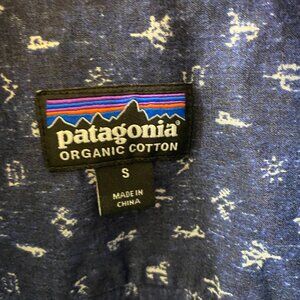 patagonia®
ORGANIC COTTON
S
MADE IN
CHINA